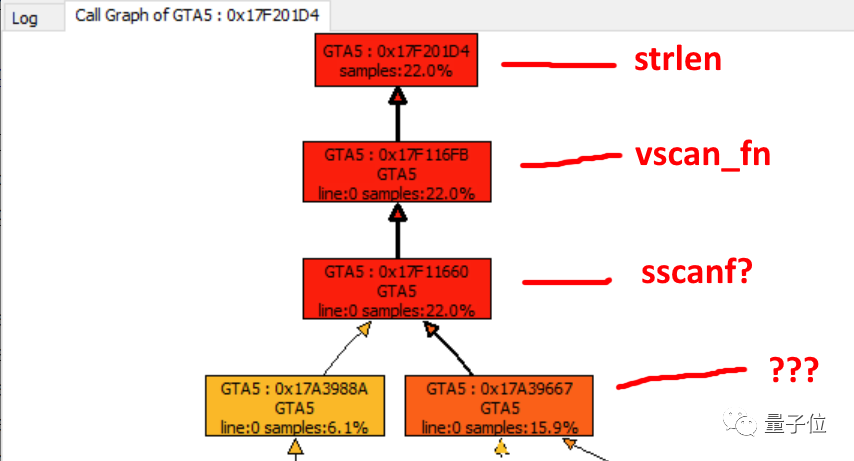 Log
Call Graph of GTA5 : 0x17F201D4
GTA5 : 0x17F201D4
samples:22.0%
strlen
GTA5 : 0x17F116FB
GTA5
line:0 samples:22.0%
vscan_fn
GTA5 : 0x17F11660
GTA5
line:0 samples:22.0%
sscanf?
GTA5 : 0x17A3988A
GTA5
line:0 samples:6.1%
GTA5 : 0x17A39667
GTA5
line:0 samples:15.9%
???
量子位